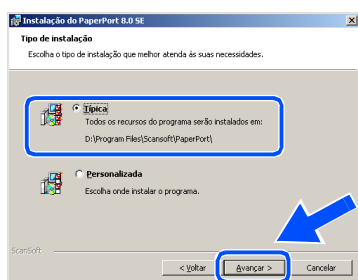 Instalação do PaperPort 8.0 SE
Tipo de instalação
Escolha o tipo de instalação que melhor atenda às suas necessidades.
Típica
Todos os recursos do programa serão instalados em:
D:\Program Files\Scansoft\PaperPort\
Personalizada
Escolha onde instalar o programa.
ScanSoft
< Voltar Avançar > Cancelar